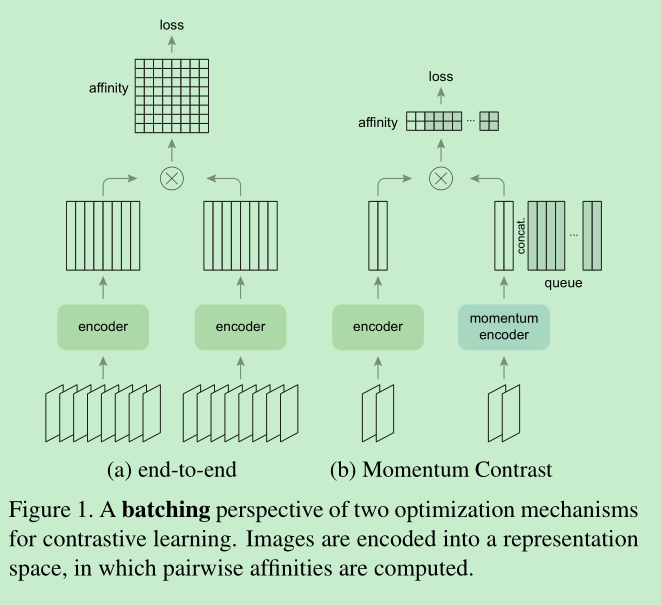 loss
affinity
encoder
encoder
(a) end-to-end
loss
affinity
...
concat.
...
queue
encoder
momentum
encoder
(b) Momentum Contrast
Figure 1. A batching perspective of two optimization mechanisms
for contrastive learning. Images are encoded into a representation
space, in which pairwise affinities are computed.